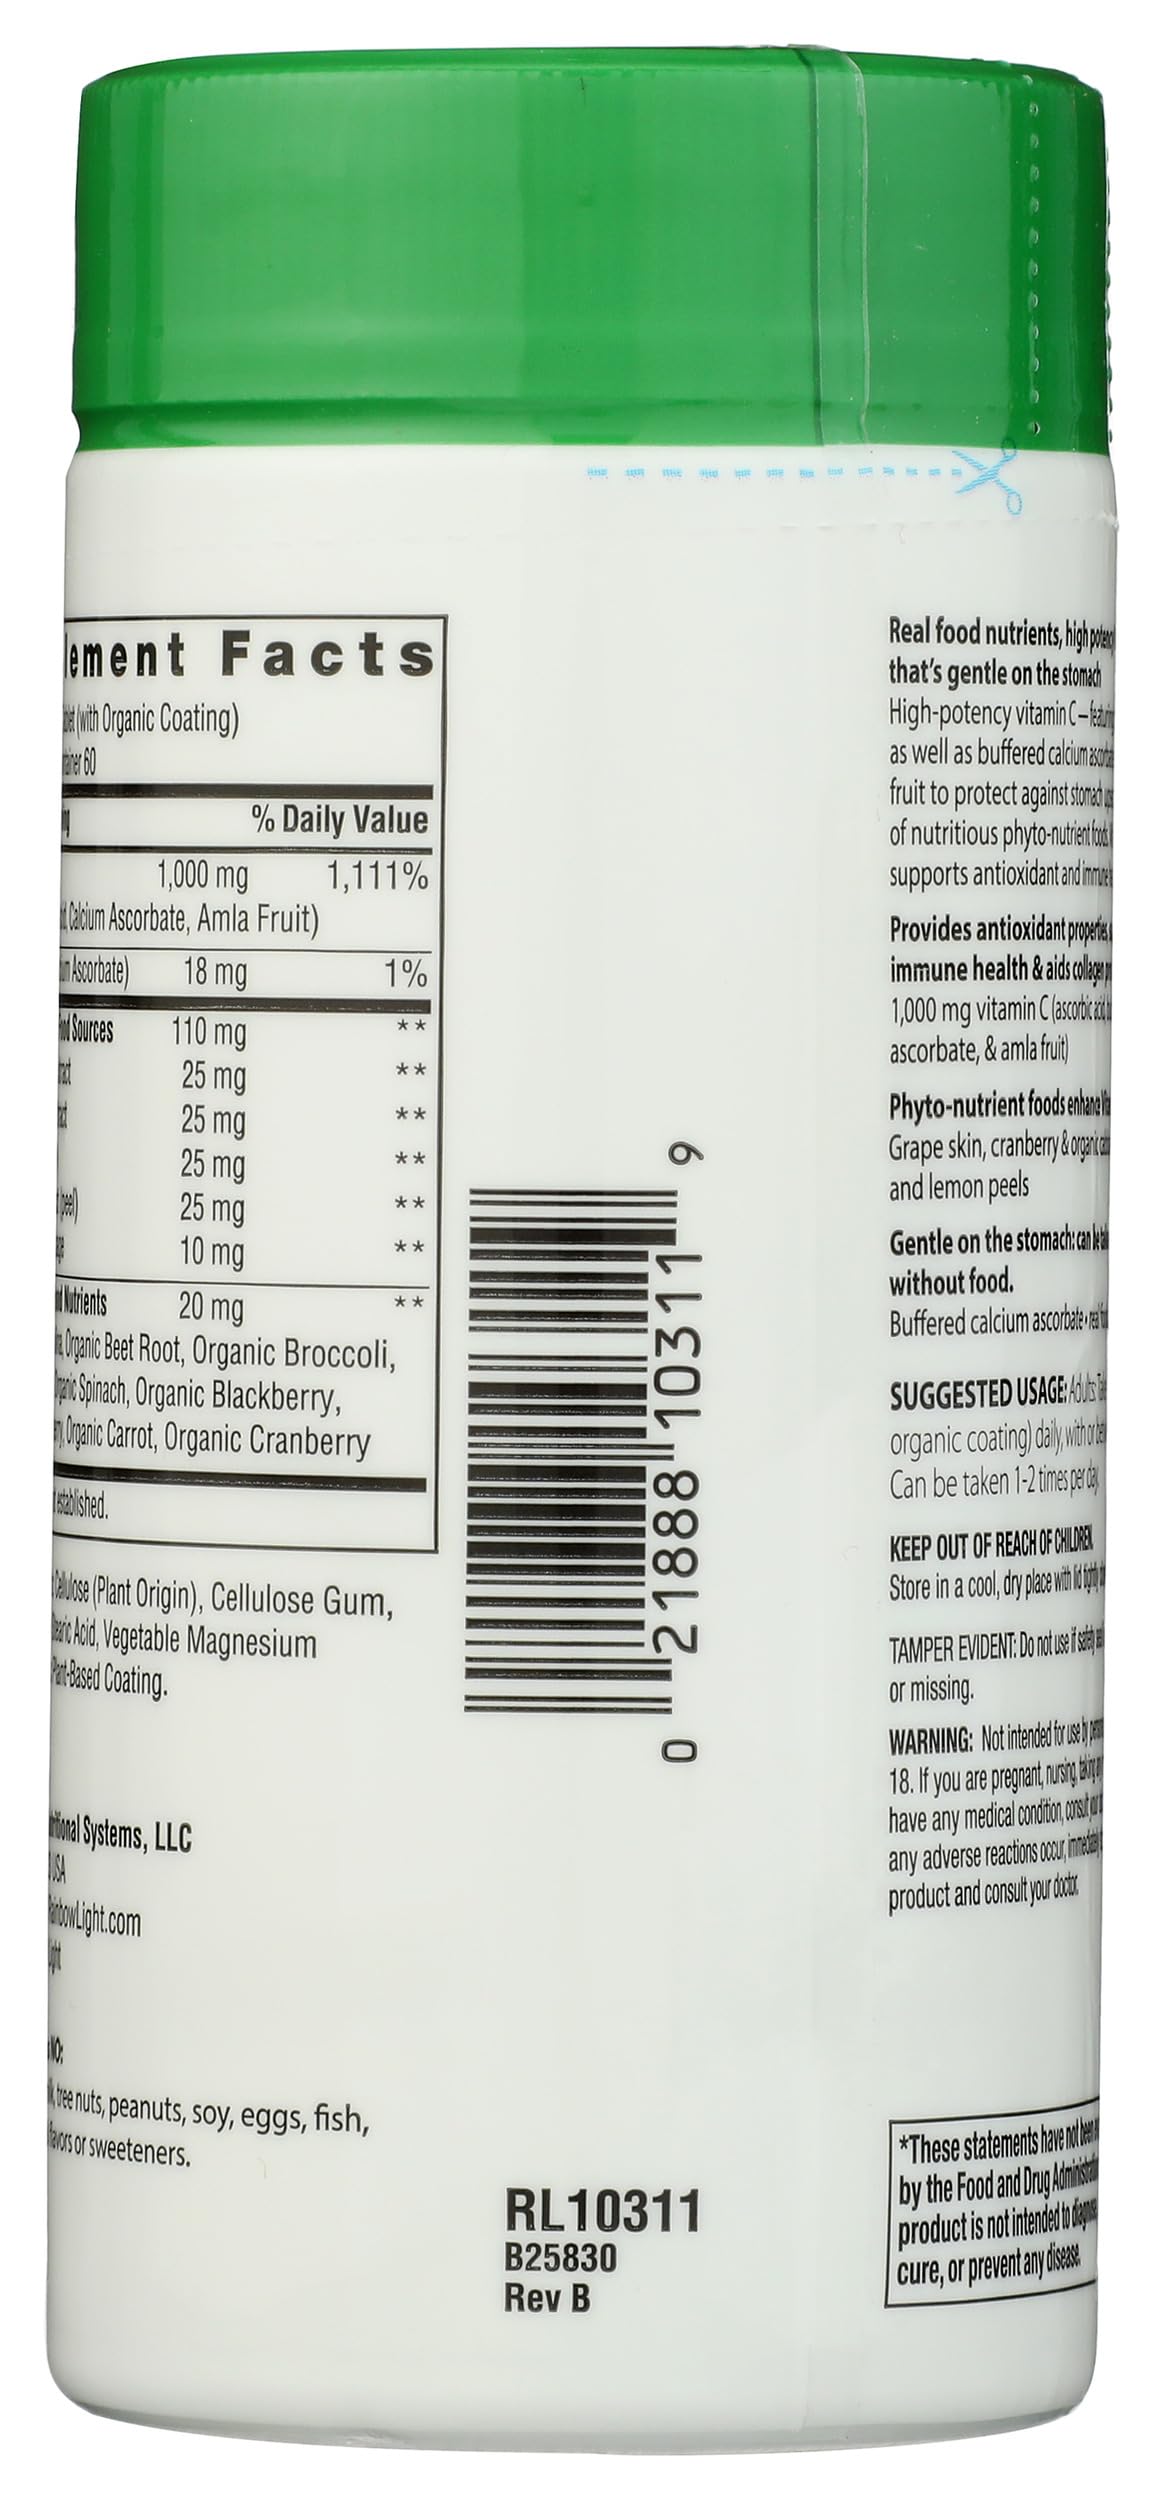 Facts
(with Organic Coating)
60
% Daily Value
1,000 mg 1,111%
Calcium Ascorbate, Amla Fruit)
Ascorbate) 18 mg 1%
Food Sources 110 mg **
25 mg **
25 mg **
25 mg **
(peel) 25 mg **
10 mg **
Nutrients 20 mg **
Organic Beet Root, Organic Broccoli,
Organic Spinach, Organic Blackberry,
Organic Carrot, Organic Cranberry
established.
Cellulose (Plant Origin), Cellulose Gum,
Stearic Acid, Vegetable Magnesium
Plant-Based Coating.
Systems, LLC
USA
RainbowLight.com
NO:
tree nuts, peanuts, soy, eggs, fish,
flavors or sweeteners.
0 21888 10311 9
RL10311
B25830
Rev B
Real food nutrients, high
that's gentle on the stomach
High-potency vitamin C –
as well as buffered calcium
fruit to protect against stomach
of nutritious phyto-nutrient foods
supports antioxidant and immune
Provides antioxidant properties,
immune health & aids collagen
1,000 mg vitamin C (ascorbic acid,
ascorbate, & amla fruit)
Phyto-nutrient foods enhance
Grape skin, cranberry & organic
and lemon peels
Gentle on the stomach: can be
without food.
Buffered calcium ascorbate • real
SUGGESTED USAGE: Adults:
organic coating) daily, with or
Can be taken 1-2 times per day.
KEEP OUT OF REACH OF CHILDREN.
Store in a cool, dry place with lid tightly
TAMPER EVIDENT: Do not use if safety
or missing.
WARNING: Not intended for use by
18. If you are pregnant, nursing, taking
have any medical condition, consult
any adverse reactions occur, immediately
product and consult your doctor.
*These statements have not been
by the Food and Drug
product is not intended to
cure, or prevent any disease.